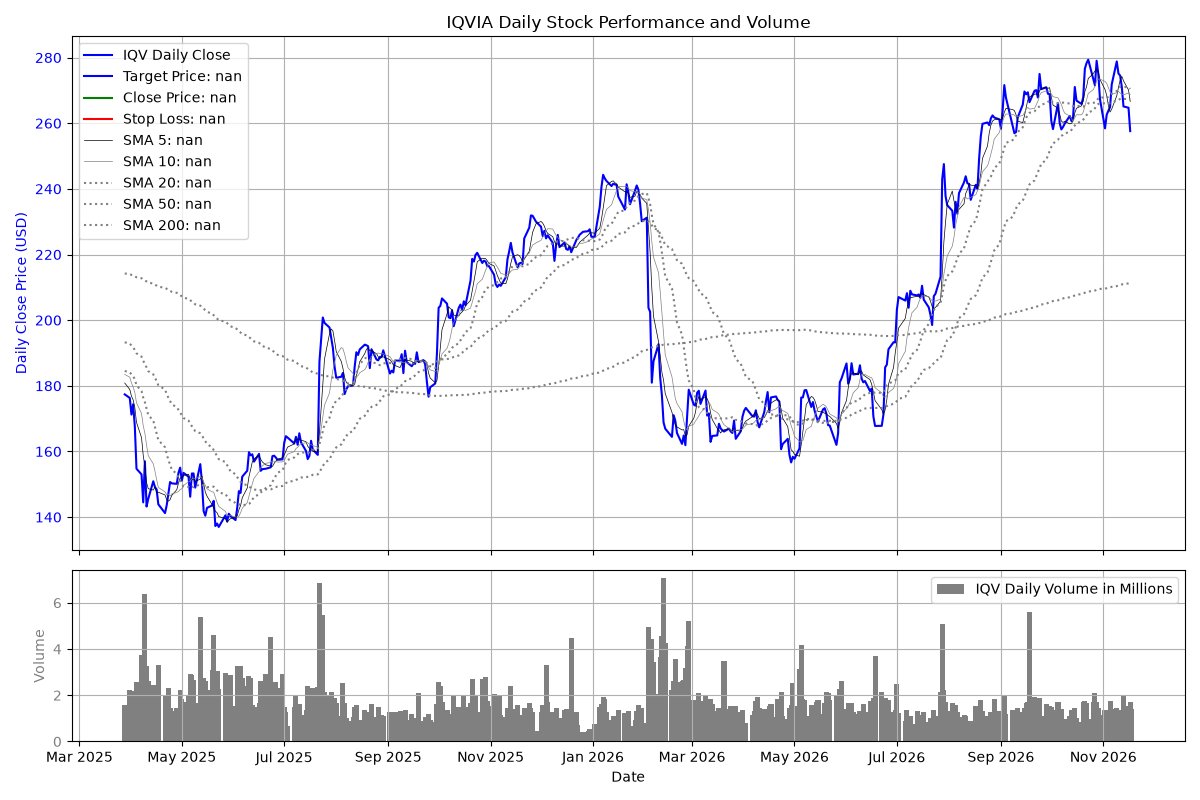 IQVIA Daily Stock Performance and Volume
IQV Daily Close
Target Price: nan
Close Price: nan
Stop Loss: nan
SMA 5: nan
SMA 10: nan
SMA 20: nan
SMA 50: nan
SMA 200: nan
280
260
240
220
200
180
160
140
Daily Close Price (USD)
IQV Daily Volume in Millions
6
4
2
0
Volume
Mar 2025 May 2025 Jul 2025 Sep 2025 Nov 2025 Jan 2026 Mar 2026 May 2026 Jul 2026 Sep 2026 Nov 2026
Date